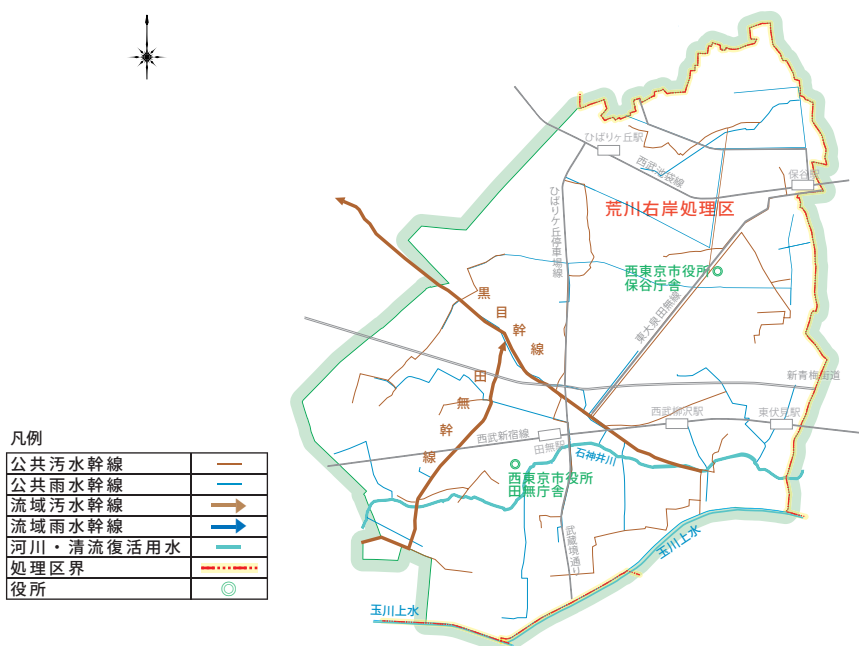 ひばりヶ丘駅
西武池袋線
保谷駅
ひばりケ丘停車場線
荒川右岸処理区
西東京市役所
保谷庁舎
東大泉田無線
黒目幹線
新青梅街道
田無幹線
西武柳沢駅
東伏見駅
西武新宿線
田無駅
石神井川
西東京市役所
田無庁舎
武蔵境通り
玉川上水
玉川上水
凡例
公共汚水幹線
公共雨水幹線
流域汚水幹線
流域雨水幹線
河川・清流復活用水
処理区界
役所